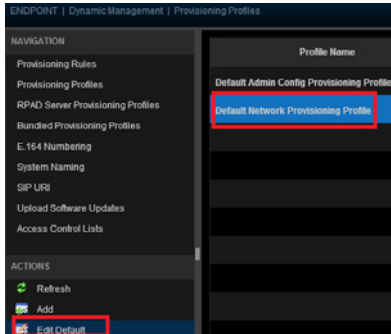 ENDPOINT | Dynamic Management | Provisioning Profiles
NAVIGATION
Provisioning Rules
Provisioning Profiles
RPAD Server Provisioning Profiles
Bundled Provisioning Profiles
E.164 Numbering
System Naming
SIP URI
Upload Software Updates
Access Control Lists
ACTIONS
Refresh
Add
Edit Default
Profile Name
Default Admin Config Provisioning Profile
Default Network Provisioning Profile